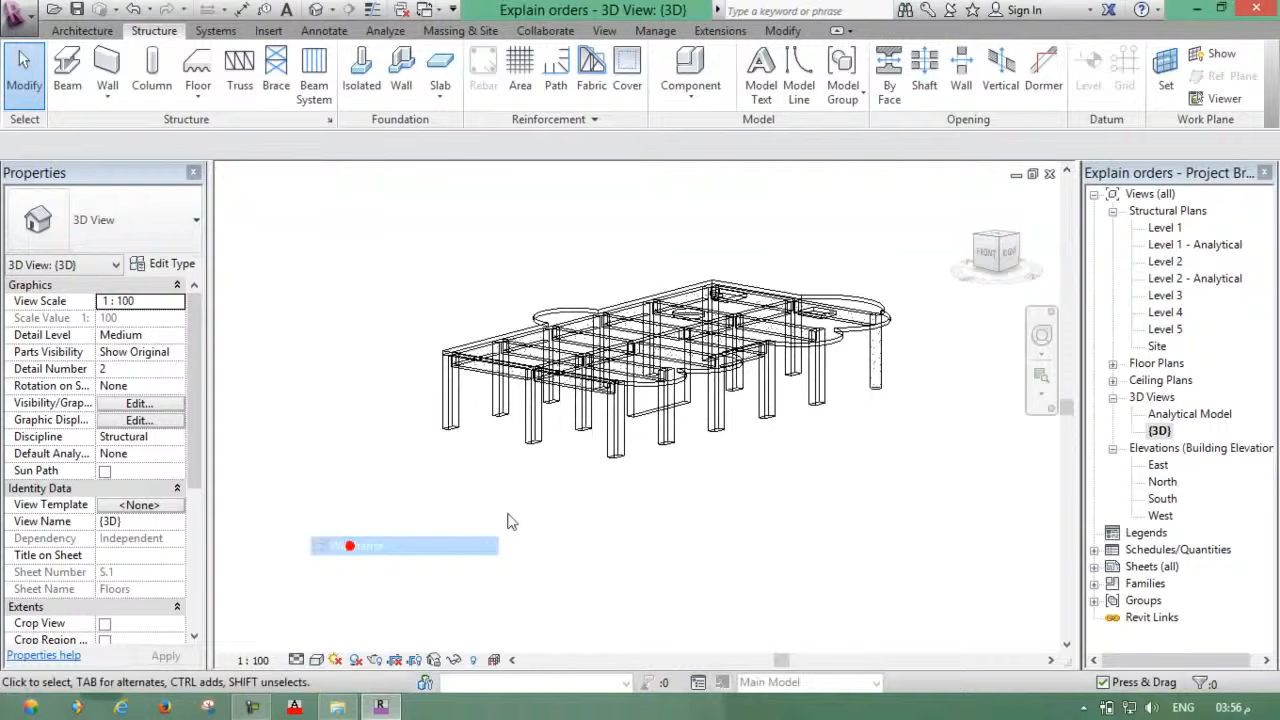 Explain orders - 3D View: {3D}
Type a keyword or phrase
Sign In
Architecture Structure Systems Insert Annotate Analyze Massing & Site Collaborate View Manage Extensions Modify
Modify Beam Wall Column Floor Truss Brace Beam System Isolated Wall Slab Rebar Area Path Fabric Cover Component Model Text Model Line Model Group By Face Shaft Wall Vertical Dormer Level Grid Set
Show
Ref Plane
Viewer
Select Structure Foundation Reinforcement Model Opening Datum Work Plane
Properties
3D View
3D View: {3D} Edit Type
Graphics
View Scale 1 : 100
Scale Value 1: 100
Detail Level Medium
Parts Visibility Show Original
Detail Number 2
Rotation on S... None
Visibility/Grap... Edit...
Graphic Displ... Edit...
Discipline Structural
Default Analy... None
Sun Path
Identity Data
View Template <None>
View Name {3D}
Dependency Independent
Title on Sheet
Sheet Number S.1
Sheet Name Floors
Extents
Crop View
Crop Region ...
Properties help Apply
FRONT
1 : 100
Explain orders - Project Br...
Views (all)
Structural Plans
Level 1
Level 1 - Analytical
Level 2
Level 2 - Analytical
Level 3
Level 4
Level 5
Site
Floor Plans
Ceiling Plans
3D Views
Analytical Model
{3D}
Elevations (Building Elevation
East
North
South
West
Legends
Schedules/Quantities
Sheets (all)
Families
Groups
Revit Links
Click to select, TAB for alternates, CTRL adds, SHIFT unselects.
:0
Main Model
Press & Drag
:0
ENG
03:56 م